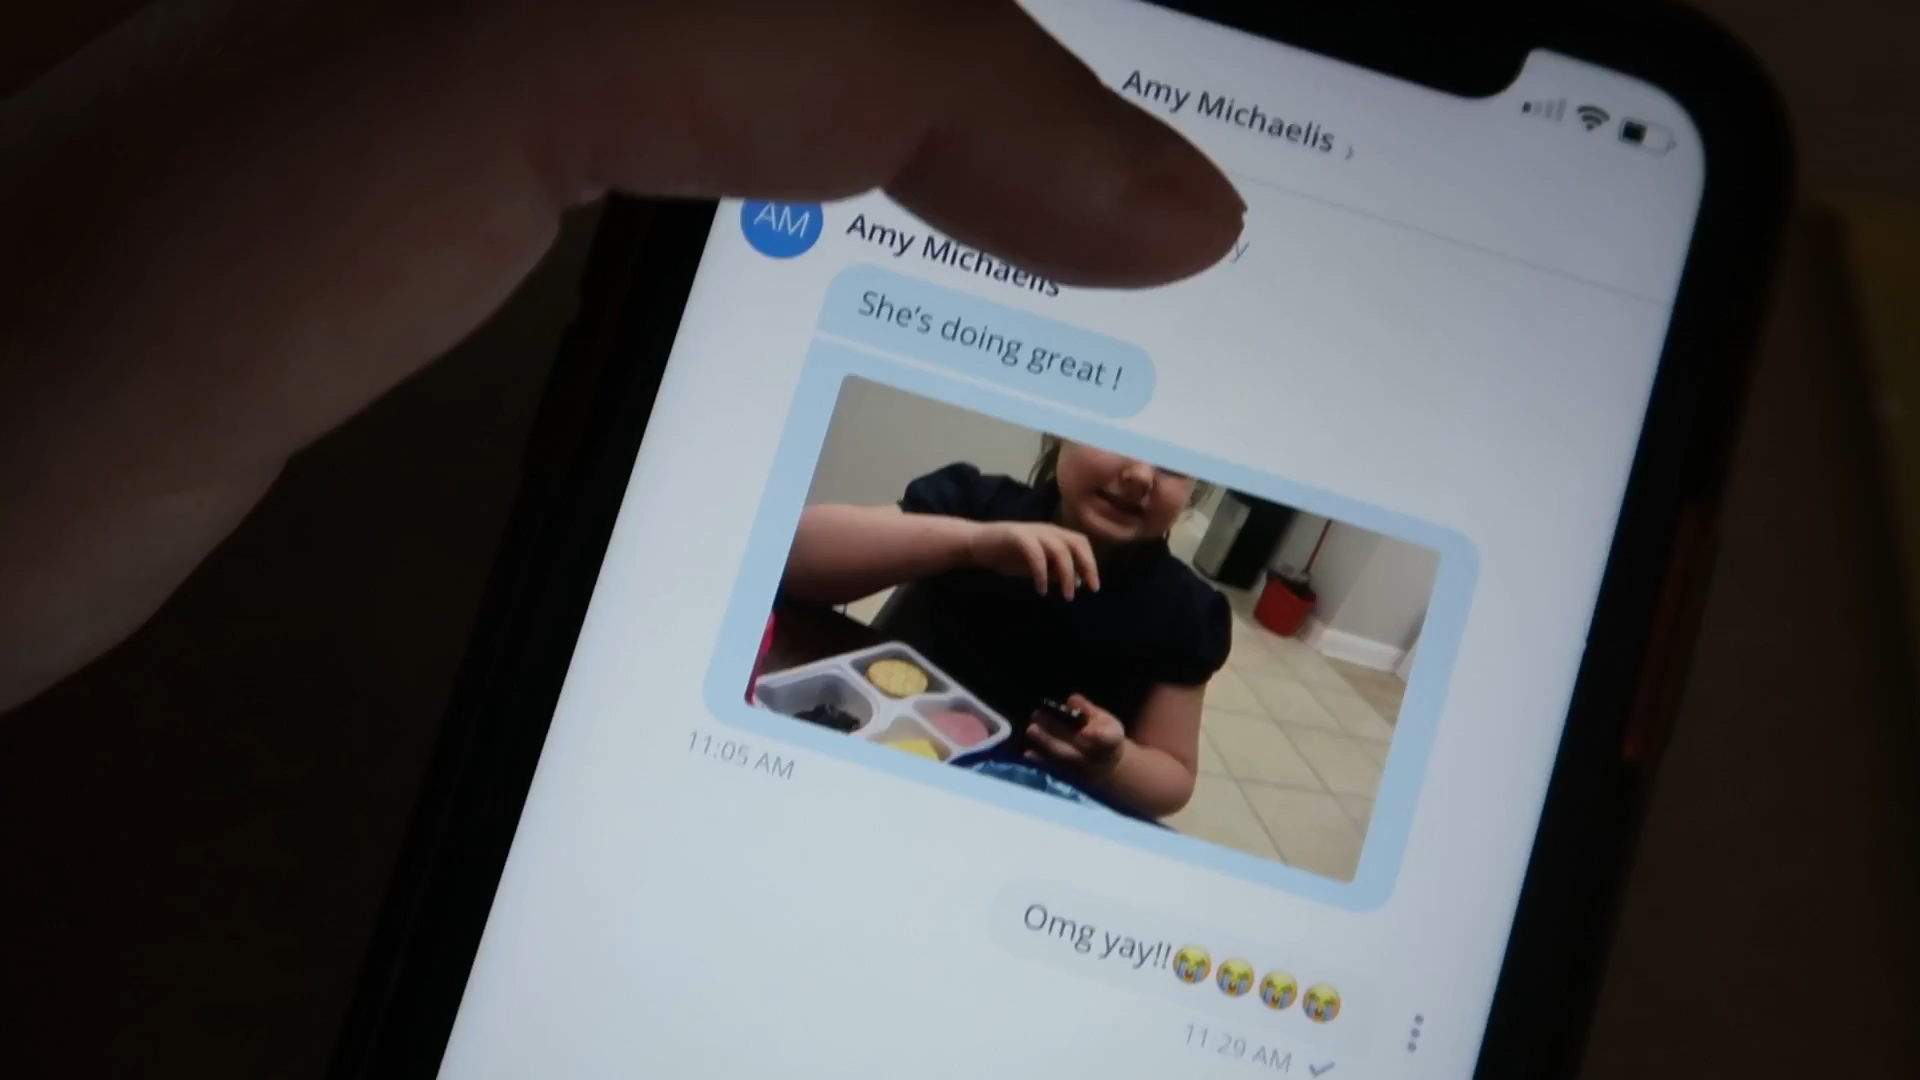 Amy Michaelis
AM
Amy Michaelis
She's doing great !
11:05 AM
Omg yay!!😭😭😭😭
11:29 AM